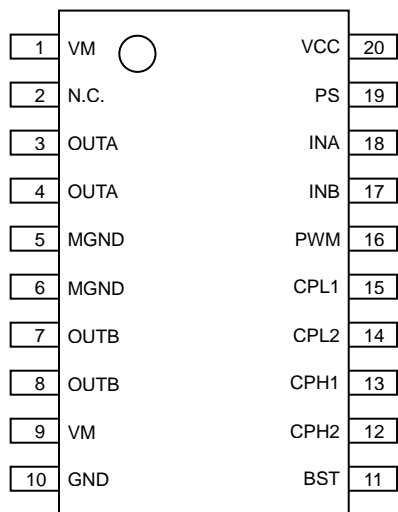 1 VM VCC 20
2 N.C. PS 19
3 OUTA INA 18
4 OUTA INB 17
5 MGND PWM 16
6 MGND CPL1 15
7 OUTB CPL2 14
8 OUTB CPH1 13
9 VM CPH2 12
10 GND BST 11